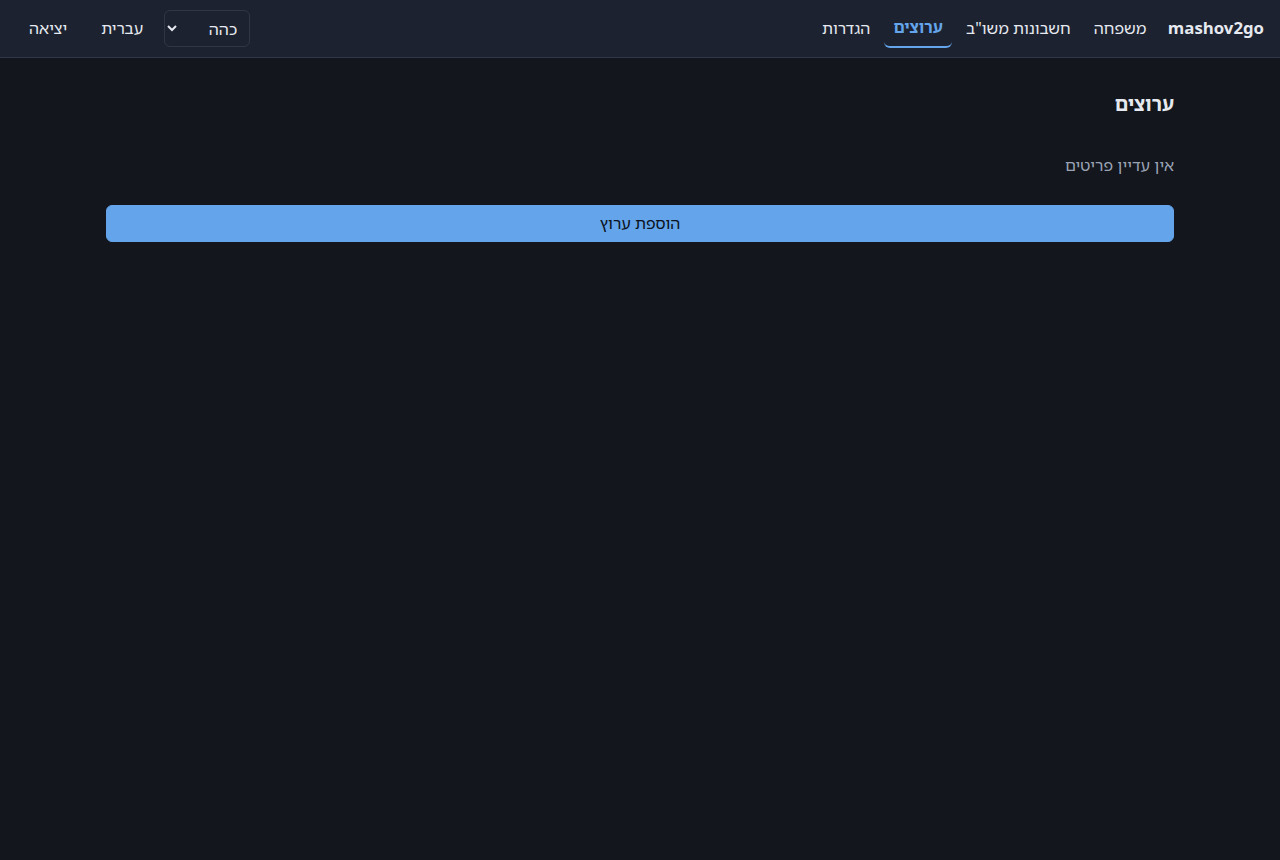 mashov2go משפחה חשבונות משו"ב ערוצים הגדרות כהה עברית יציאה
ערוצים
אין עדיין פריטים
הוספת ערוץ